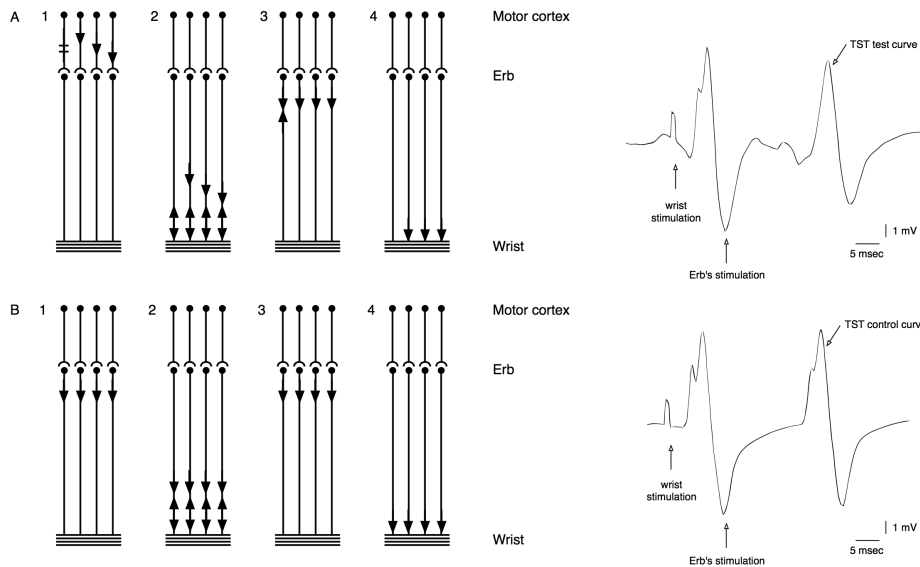 A 1 2 3 4 Motor cortex
TST test curve
Erb
wrist
stimulation
Wrist
1 mV
5 msec
Erb's stimulation
B 1 2 3 4 Motor cortex
TST control curv
Erb
wrist
stimulation
Wrist
1 mV
5 msec
Erb's stimulation